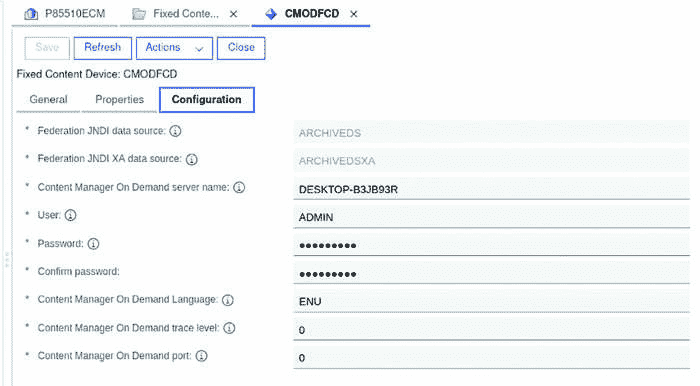 P85510ECM Fixed Conte... CMODFCD
Save Refresh Actions Close
Fixed Content Device: CMODFCD
General Properties Configuration
* Federation JNDI data source: ARCHIVEDS
* Federation JNDI XA data source: ARCHIVEDSXA
* Content Manager On Demand server name: DESKTOP-B3JB93R
* User: ADMIN
* Password: ●●●●●●●●●
* Confirm password: ●●●●●●●●●
* Content Manager On Demand Language: ENU
* Content Manager On Demand trace level: 0
* Content Manager On Demand port: 0